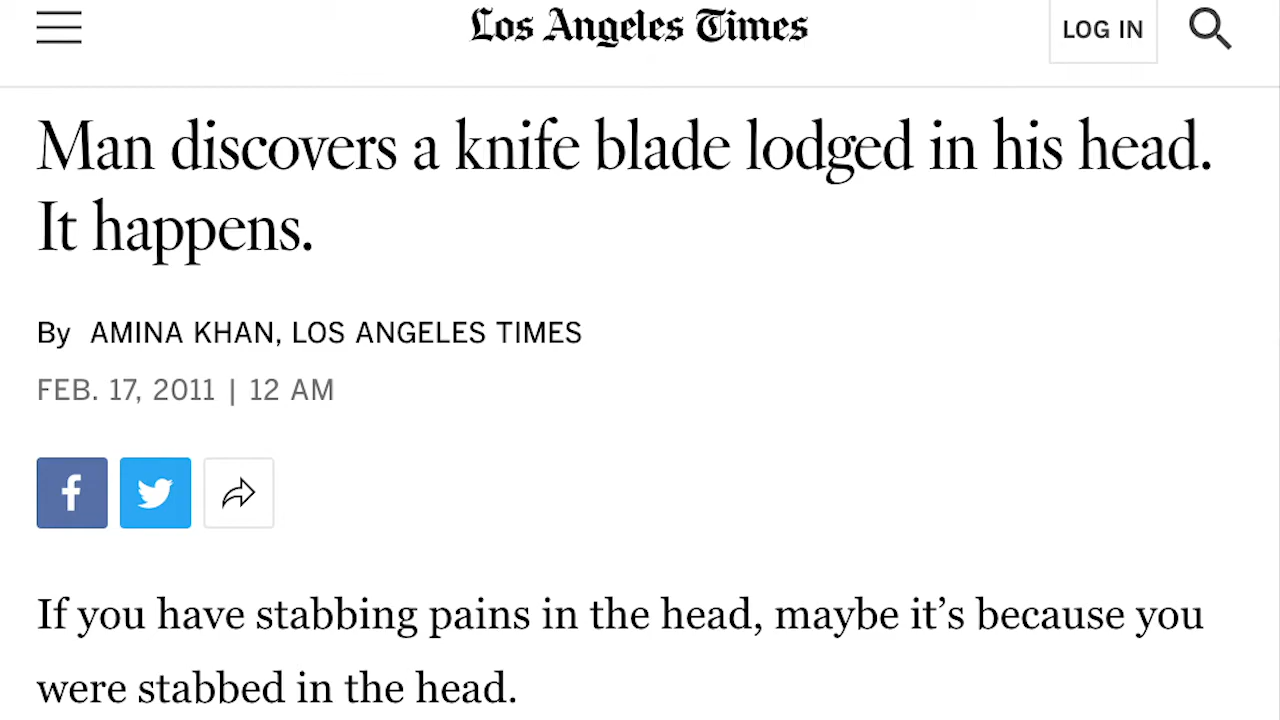 Los Angeles Times
LOG IN
Man discovers a knife blade lodged in his head.
It happens.
By AMINA KHAN, LOS ANGELES TIMES
FEB. 17, 2011 | 12 AM
If you have stabbing pains in the head, maybe it’s because you
were stabbed in the head.